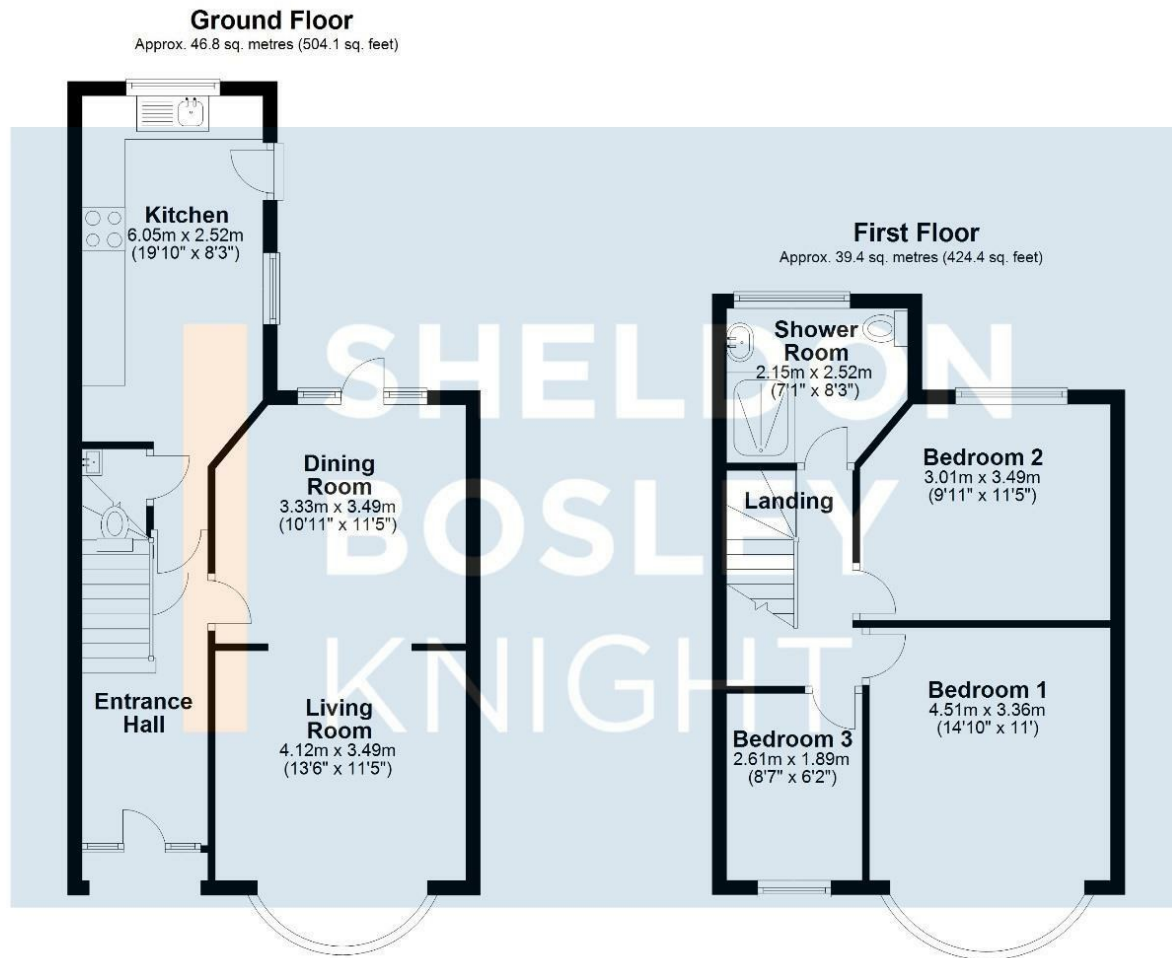 Ground Floor
Approx. 46.8 sq. metres (504.1 sq. feet)
Kitchen
6.05m x 2.52m
(19'10" x 8'3")
Dining
Room
3.33m x 3.49m
(10'11" x 11'5")
Entrance
Hall
Living
Room
4.12m x 3.49m
(13'6" x 11'5")
First Floor
Approx. 39.4 sq. metres (424.4 sq. feet)
Shower
Room
2.15m x 2.52m
(7'1" x 8'3")
Landing
Bedroom 2
3.01m x 3.49m
(9'11" x 11'5")
Bedroom 1
4.51m x 3.36m
(14'10" x 11')
Bedroom 3
2.61m x 1.89m
(8'7" x 6'2")
SHELDON
BOSLEY
KNIGHT